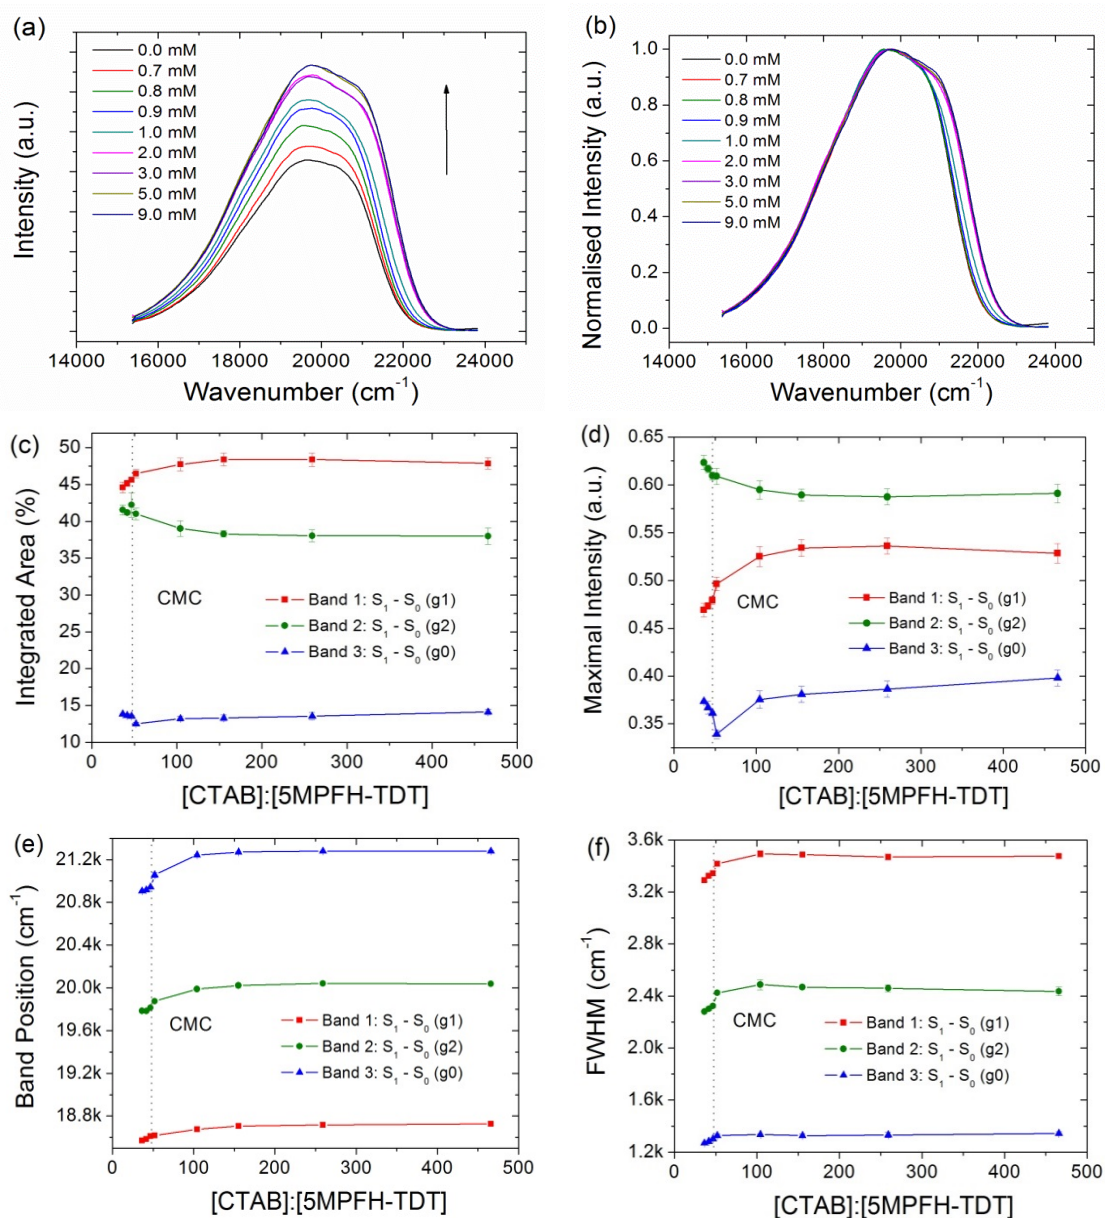 (a)
0.0 mM
0.7 mM
0.8 mM
0.9 mM
1.0 mM
2.0 mM
3.0 mM
5.0 mM
9.0 mM
Intensity (a.u.)
14000 16000 18000 20000 22000 24000
Wavenumber (cm⁻¹)
(b)
1.0
0.8
0.6
0.4
0.2
0.0
0.0 mM
0.7 mM
0.8 mM
0.9 mM
1.0 mM
2.0 mM
3.0 mM
5.0 mM
9.0 mM
Normalised Intensity (a.u.)
14000 16000 18000 20000 22000 24000
Wavenumber (cm⁻¹)
(c)
50
45
40
35
30
25
20
15
10
Integrated Area (%)
CMC
Band 1: S₁ - S₀ (g1)
Band 2: S₁ - S₀ (g2)
Band 3: S₁ - S₀ (g0)
0 100 200 300 400 500
[CTAB]:[5MPFH-TDT]
(d)
0.65
0.60
0.55
0.50
0.45
0.40
0.35
Maximal Intensity (a.u.)
CMC
Band 1: S₁ - S₀ (g1)
Band 2: S₁ - S₀ (g2)
Band 3: S₁ - S₀ (g0)
0 100 200 300 400 500
[CTAB]:[5MPFH-TDT]
(e)
21.2k
20.8k
20.4k
20.0k
19.6k
19.2k
18.8k
Band Position (cm⁻¹)
CMC
Band 1: S₁ - S₀ (g1)
Band 2: S₁ - S₀ (g2)
Band 3: S₁ - S₀ (g0)
0 100 200 300 400 500
[CTAB]:[5MPFH-TDT]
(f)
3.6k
3.2k
2.8k
2.4k
2.0k
1.6k
1.2k
FWHM (cm⁻¹)
CMC
Band 1: S₁ - S₀ (g1)
Band 2: S₁ - S₀ (g2)
Band 3: S₁ - S₀ (g0)
0 100 200 300 400 500
[CTAB]:[5MPFH-TDT]